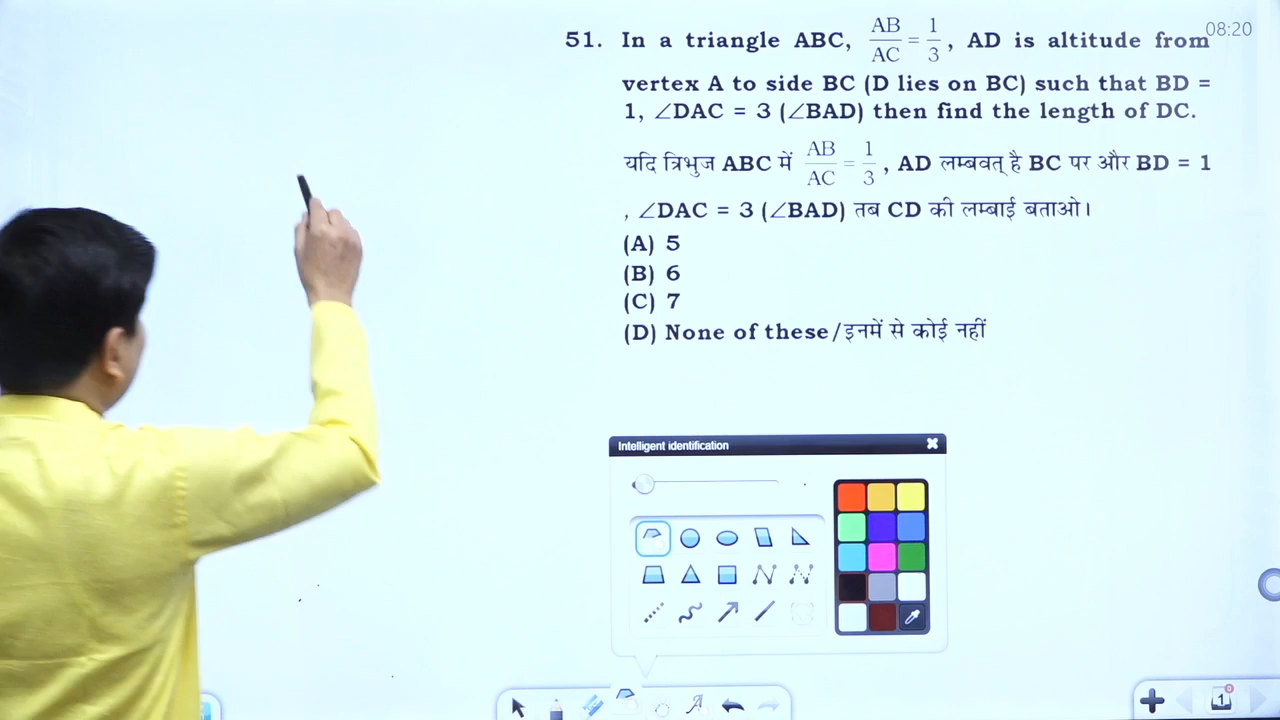 08:20
51. In a triangle ABC, AB/AC = 1/3, AD is altitude from
vertex A to side BC (D lies on BC) such that BD =
1, ∠DAC = 3 (∠BAD) then find the length of DC.
यदि त्रिभुज ABC में AB/AC = 1/3, AD लम्बवत् है BC पर और BD = 1
, ∠DAC = 3 (∠BAD) तब CD की लम्बाई बताओ।
(A) 5
(B) 6
(C) 7
(D) None of these/इनमें से कोई नहीं
Intelligent identification
1